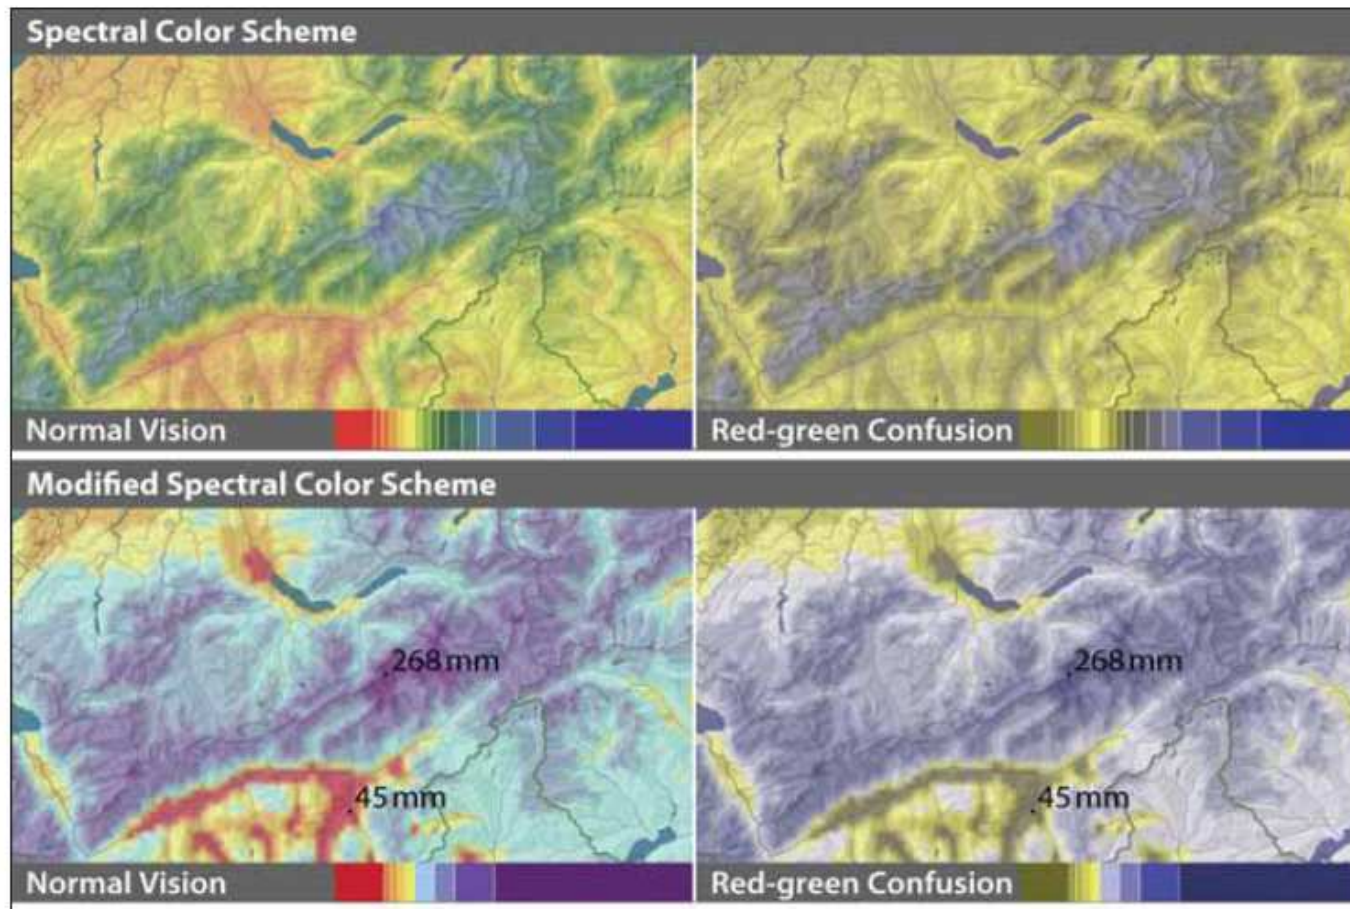 Spectral Color Scheme
Normal Vision
Red-green Confusion
Modified Spectral Color Scheme
268 mm
268 mm
45 mm
45 mm
Normal Vision
Red-green Confusion